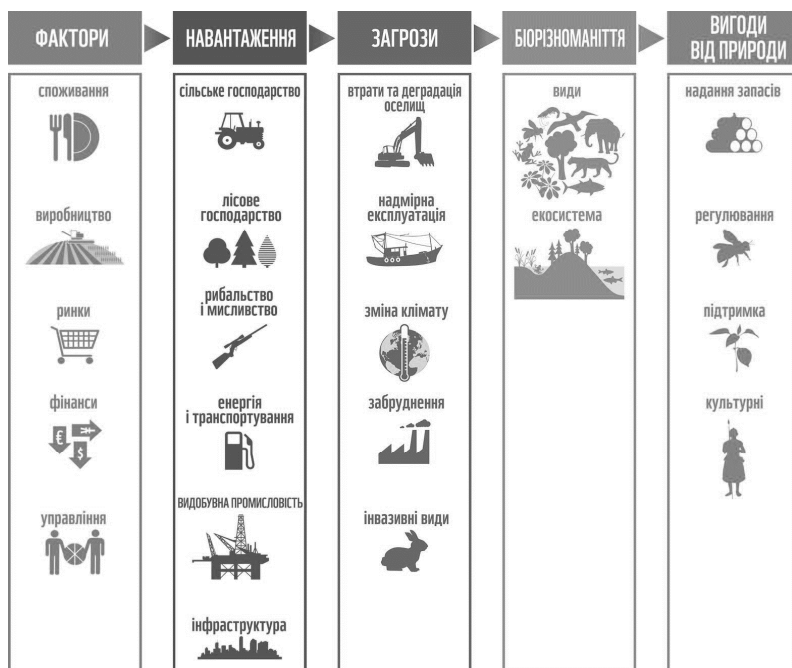 ФАКТОРИ
НАВАНТАЖЕННЯ
ЗАГРОЗИ
БІОРІЗНОМАНІТТЯ
ВИГОДИ
ВІД ПРИРОДИ
споживання
виробництво
ринки
фінанси
управління
сільське господарство
лісове
господарство
рибальство
і мисливство
енергія
і транспортування
ВИДОБУВНА ПРОМИСЛОВІСТЬ
інфраструктура
втрати та деградація
оселищ
надмірна
експлуатація
зміна клімату
забруднення
інвазивні види
види
екосистема
надання запасів
регулювання
підтримка
культурні